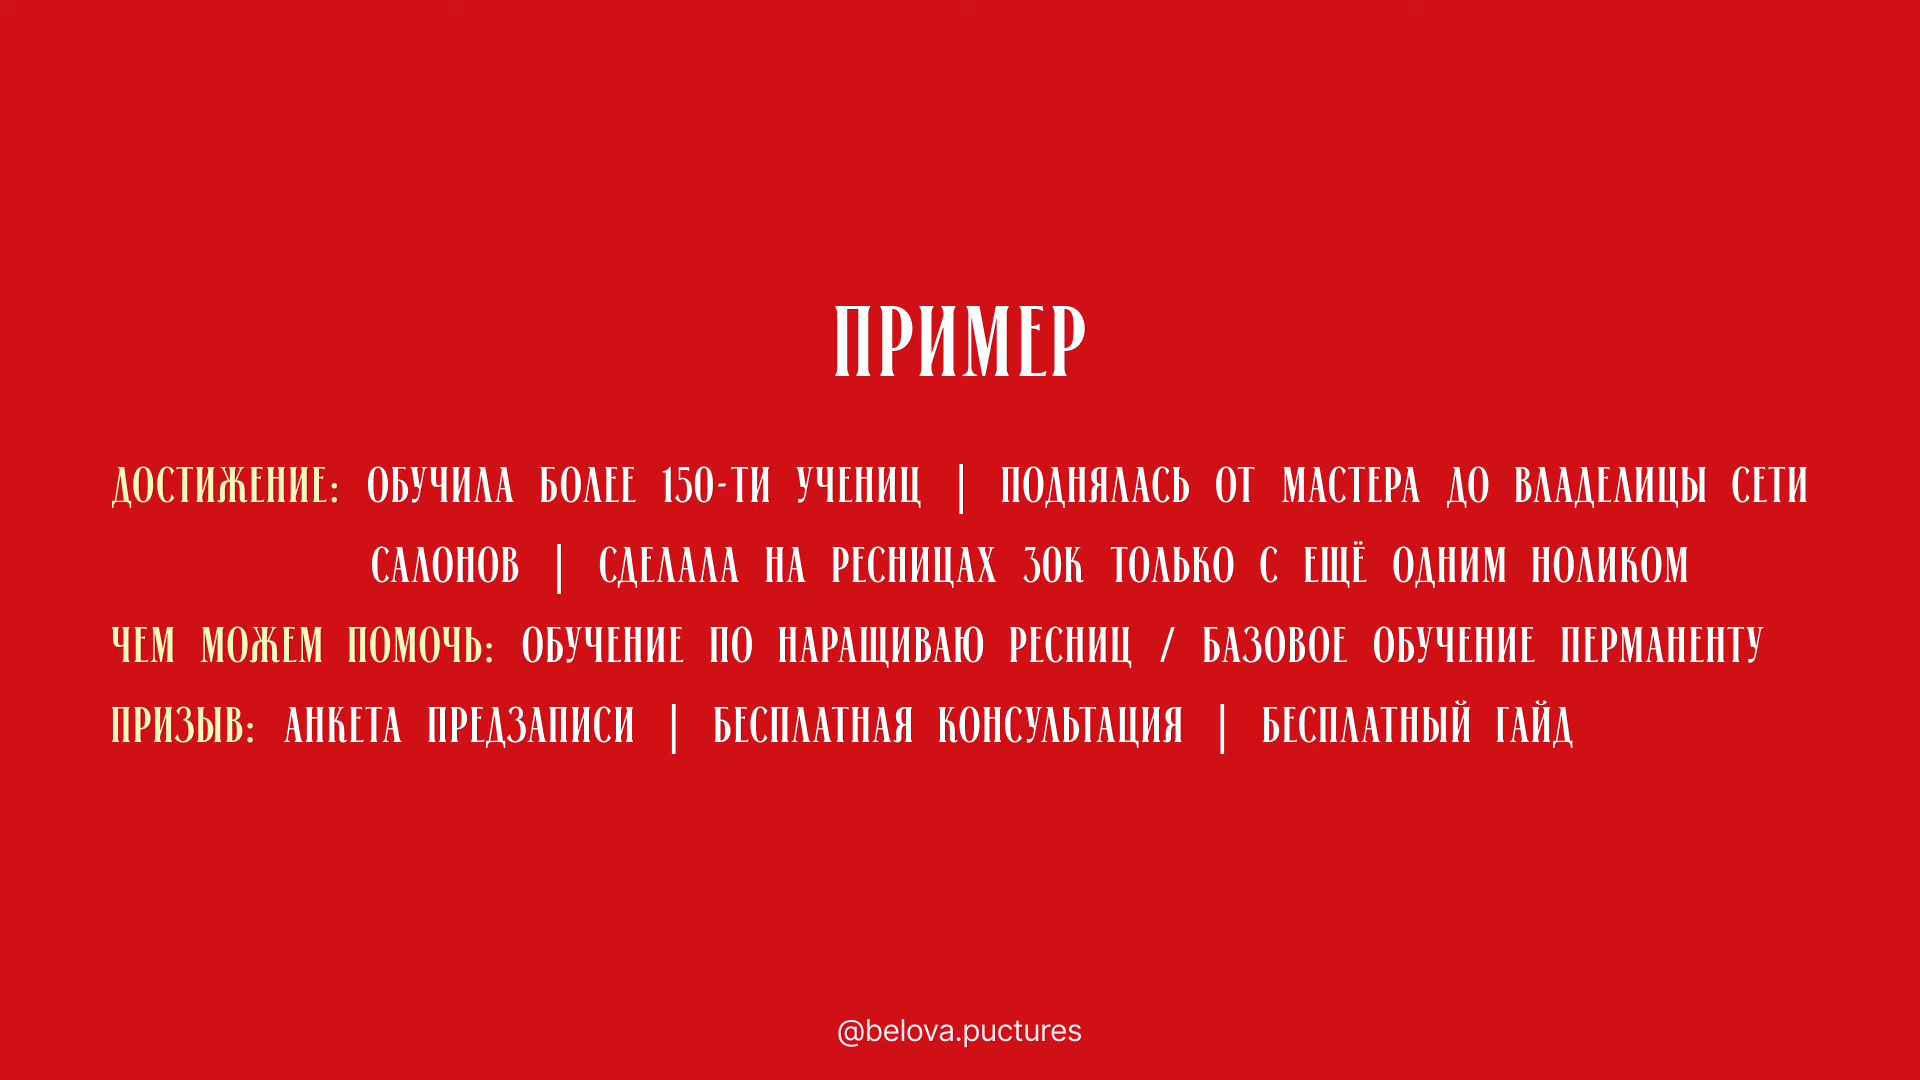 ПРИМЕР
ДОСТИЖЕНИЕ: ОБУЧИЛА БОЛЕЕ 150-ТИ УЧЕНИЦ | ПОДНЯЛАСЬ ОТ МАСТЕРА ДО ВЛАДЕЛИЦЫ СЕТИ
САЛОНОВ | СДЕЛАЛА НА РЕСНИЦАХ 30К ТОЛЬКО С ЕЩЁ ОДНИМ НОЛИКОМ
ЧЕМ МОЖЕМ ПОМОЧЬ: ОБУЧЕНИЕ ПО НАРАЩИВАЮ РЕСНИЦ / БАЗОВОЕ ОБУЧЕНИЕ ПЕРМАНЕНТУ
ПРИЗЫВ: АНКЕТА ПРЕДЗАПИСИ | БЕСПЛАТНАЯ КОНСУЛЬТАЦИЯ | БЕСПЛАТНЫЙ ГАЙД
@belova.puctures